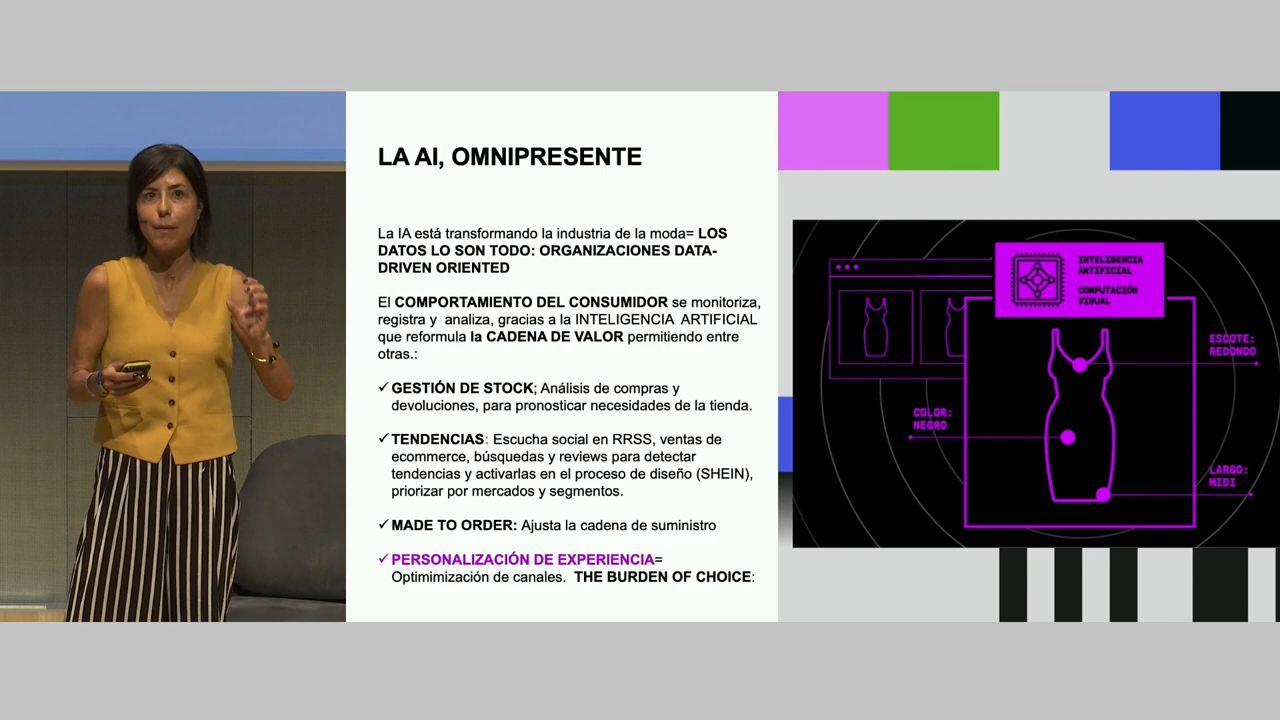 LA AI, OMNIPRESENTE
La IA está transformando la industria de la moda= LOS
DATOS LO SON TODO: ORGANIZACIONES DATA-
DRIVEN ORIENTED
El COMPORTAMIENTO DEL CONSUMIDOR se monitoriza,
registra y analiza, gracias a la INTELIGENCIA ARTIFICIAL
que reformula la CADENA DE VALOR permitiendo entre
otras.:
✓ GESTIÓN DE STOCK; Análisis de compras y
devoluciones, para pronosticar necesidades de la tienda.
✓ TENDENCIAS: Escucha social en RRSS, ventas de
ecommerce, búsquedas y reviews para detectar
tendencias y activarlas en el proceso de diseño (SHEIN),
priorizar por mercados y segmentos.
✓ MADE TO ORDER: Ajusta la cadena de suministro
✓ PERSONALIZACIÓN DE EXPERIENCIA=
Optimimización de canales. THE BURDEN OF CHOICE:
INTELIGENCIA
ARTIFICIAL
COMPUTACIÓN
VISUAL
ESCOTE:
REDONDO
COLOR:
NEGRO
LARGO:
MIDI